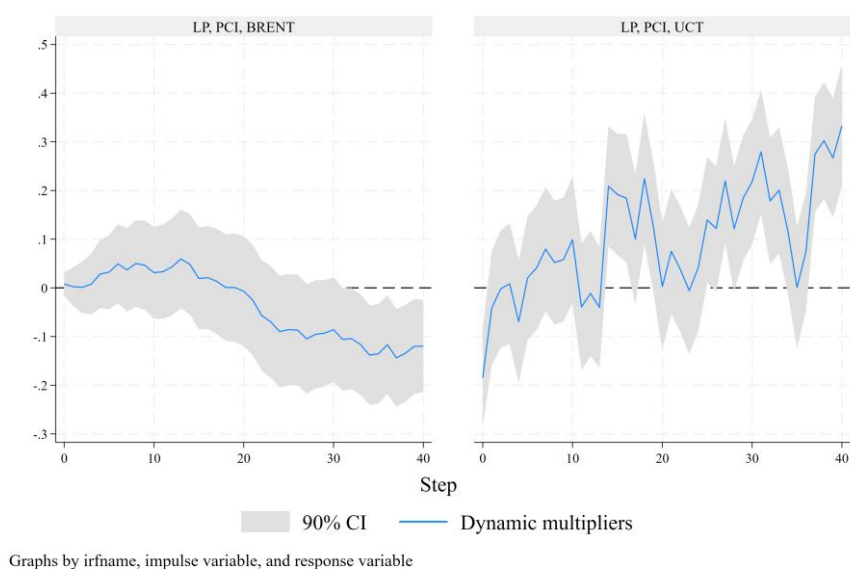 LP, PCI, BRENT
LP, PCI, UCT
.5
.4
.3
.2
.1
0
-.1
-.2
-.3
0 10 20 30 40
0 10 20 30 40
Step
90% CI Dynamic multipliers
Graphs by irfname, impulse variable, and response variable